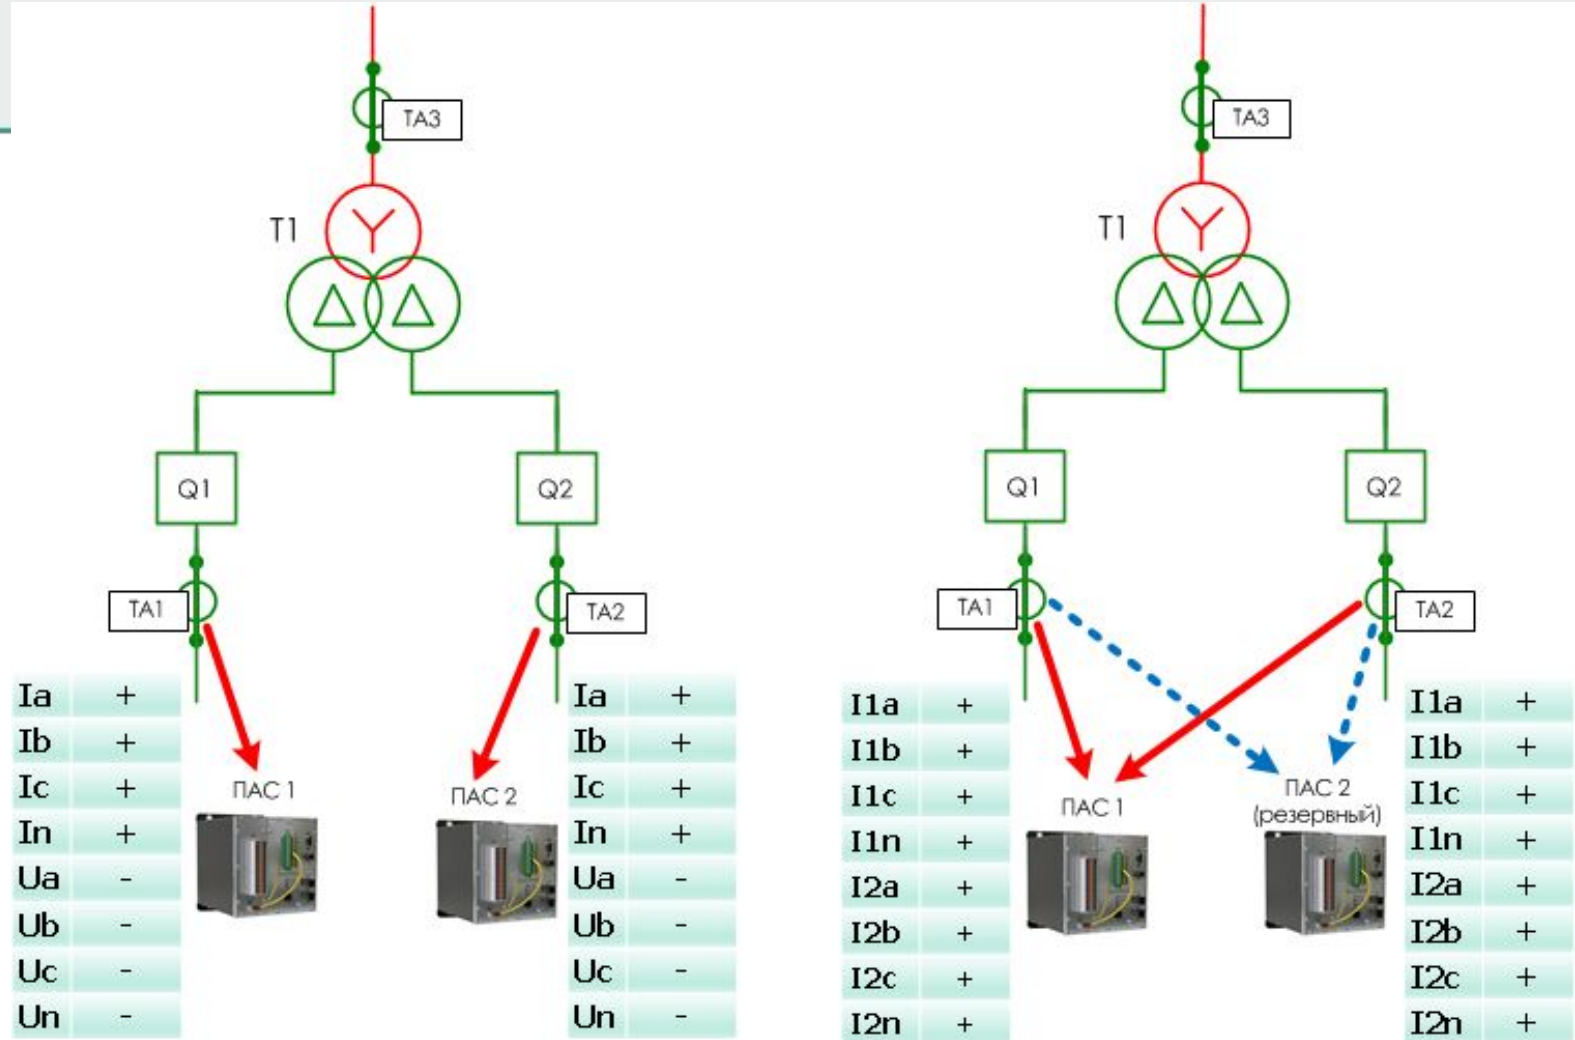 TA3
T1
Q1
Q2
TA1
TA2
Ia +
Ib +
Ic +
In +
Ua -
Ub -
Uc -
Un -
ПАС 1
ПАС 2
Ia +
Ib +
Ic +
In +
Ua -
Ub -
Uc -
Un -
TA3
T1
Q1
Q2
TA1
TA2
I1a +
I1b +
I1c +
I1n +
I2a +
I2b +
I2c +
I2n +
ПАС 1
ПАС 2
(резервный)
I1a +
I1b +
I1c +
I1n +
I2a +
I2b +
I2c +
I2n +